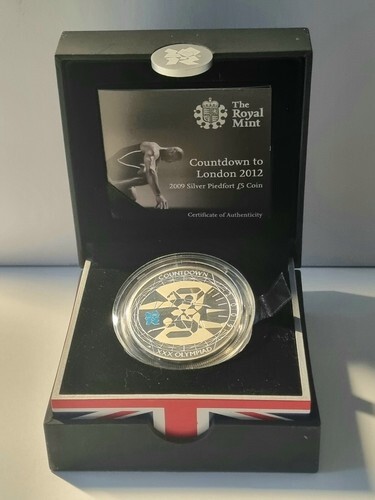 The
Royal
Mint
Countdown to
London 2012
2009 Silver Piedfort £5 Coin
Certificate of Authenticity
COUNTDOWN
XXX OLYMPIAD